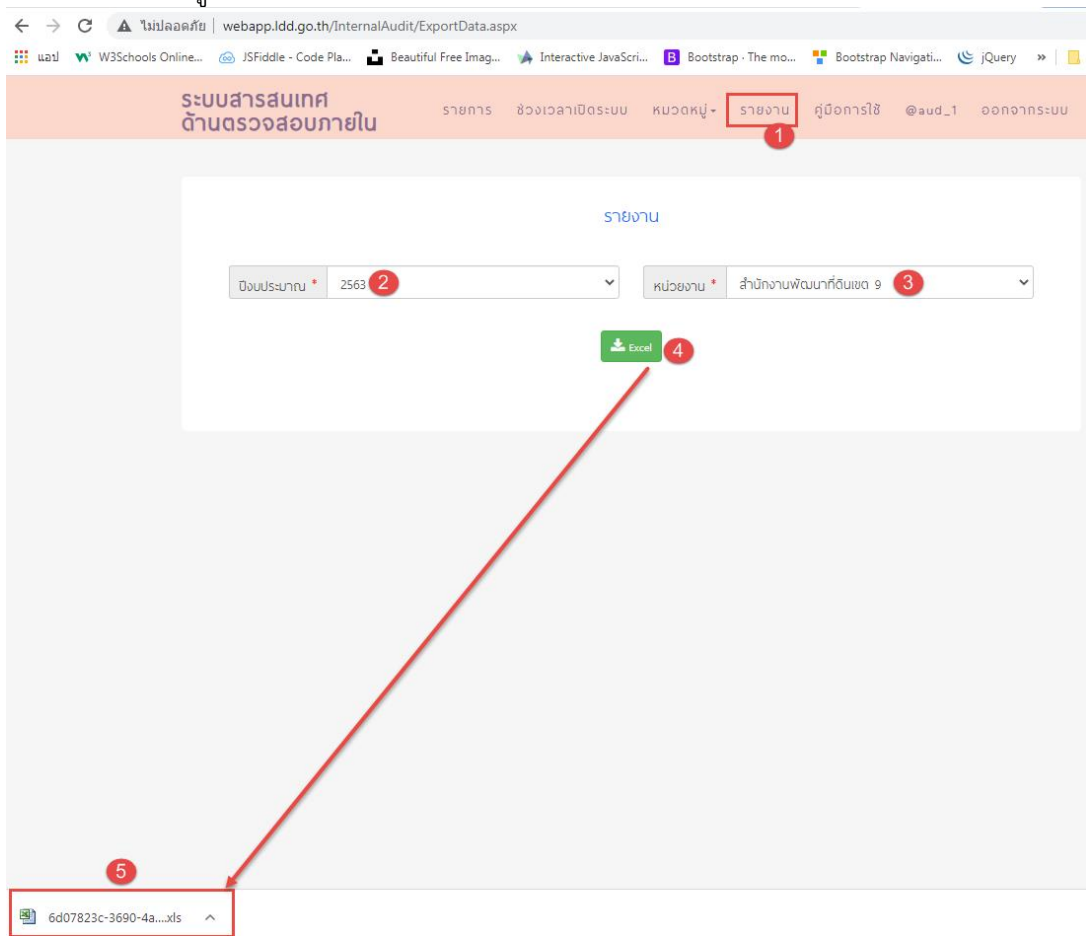 ไม่ปลอดภัย | webapp.ldd.go.th/InternalAudit/ExportData.aspx
แอป W3Schools Online... JSFiddle - Code Pla... Beautiful Free Imag... Interactive JavaScri... Bootstrap · The mo... Bootstrap Navigati... jQuery »
ระบบสารสนเทศ
ด้านตรวจสอบภายใน
รายการ ช่วงเวลาเปิดระบบ หมวดหมู่ รายงาน คู่มือการใช้ @aud_1 ออกจากระบบ
1
รายงาน
ปีงบประมาณ * 2563 2 หน่วยงาน * สำนักงานพัฒนาที่ดินเขต 9 3
Excel 4
5
6d07823c-3690-4a....xls